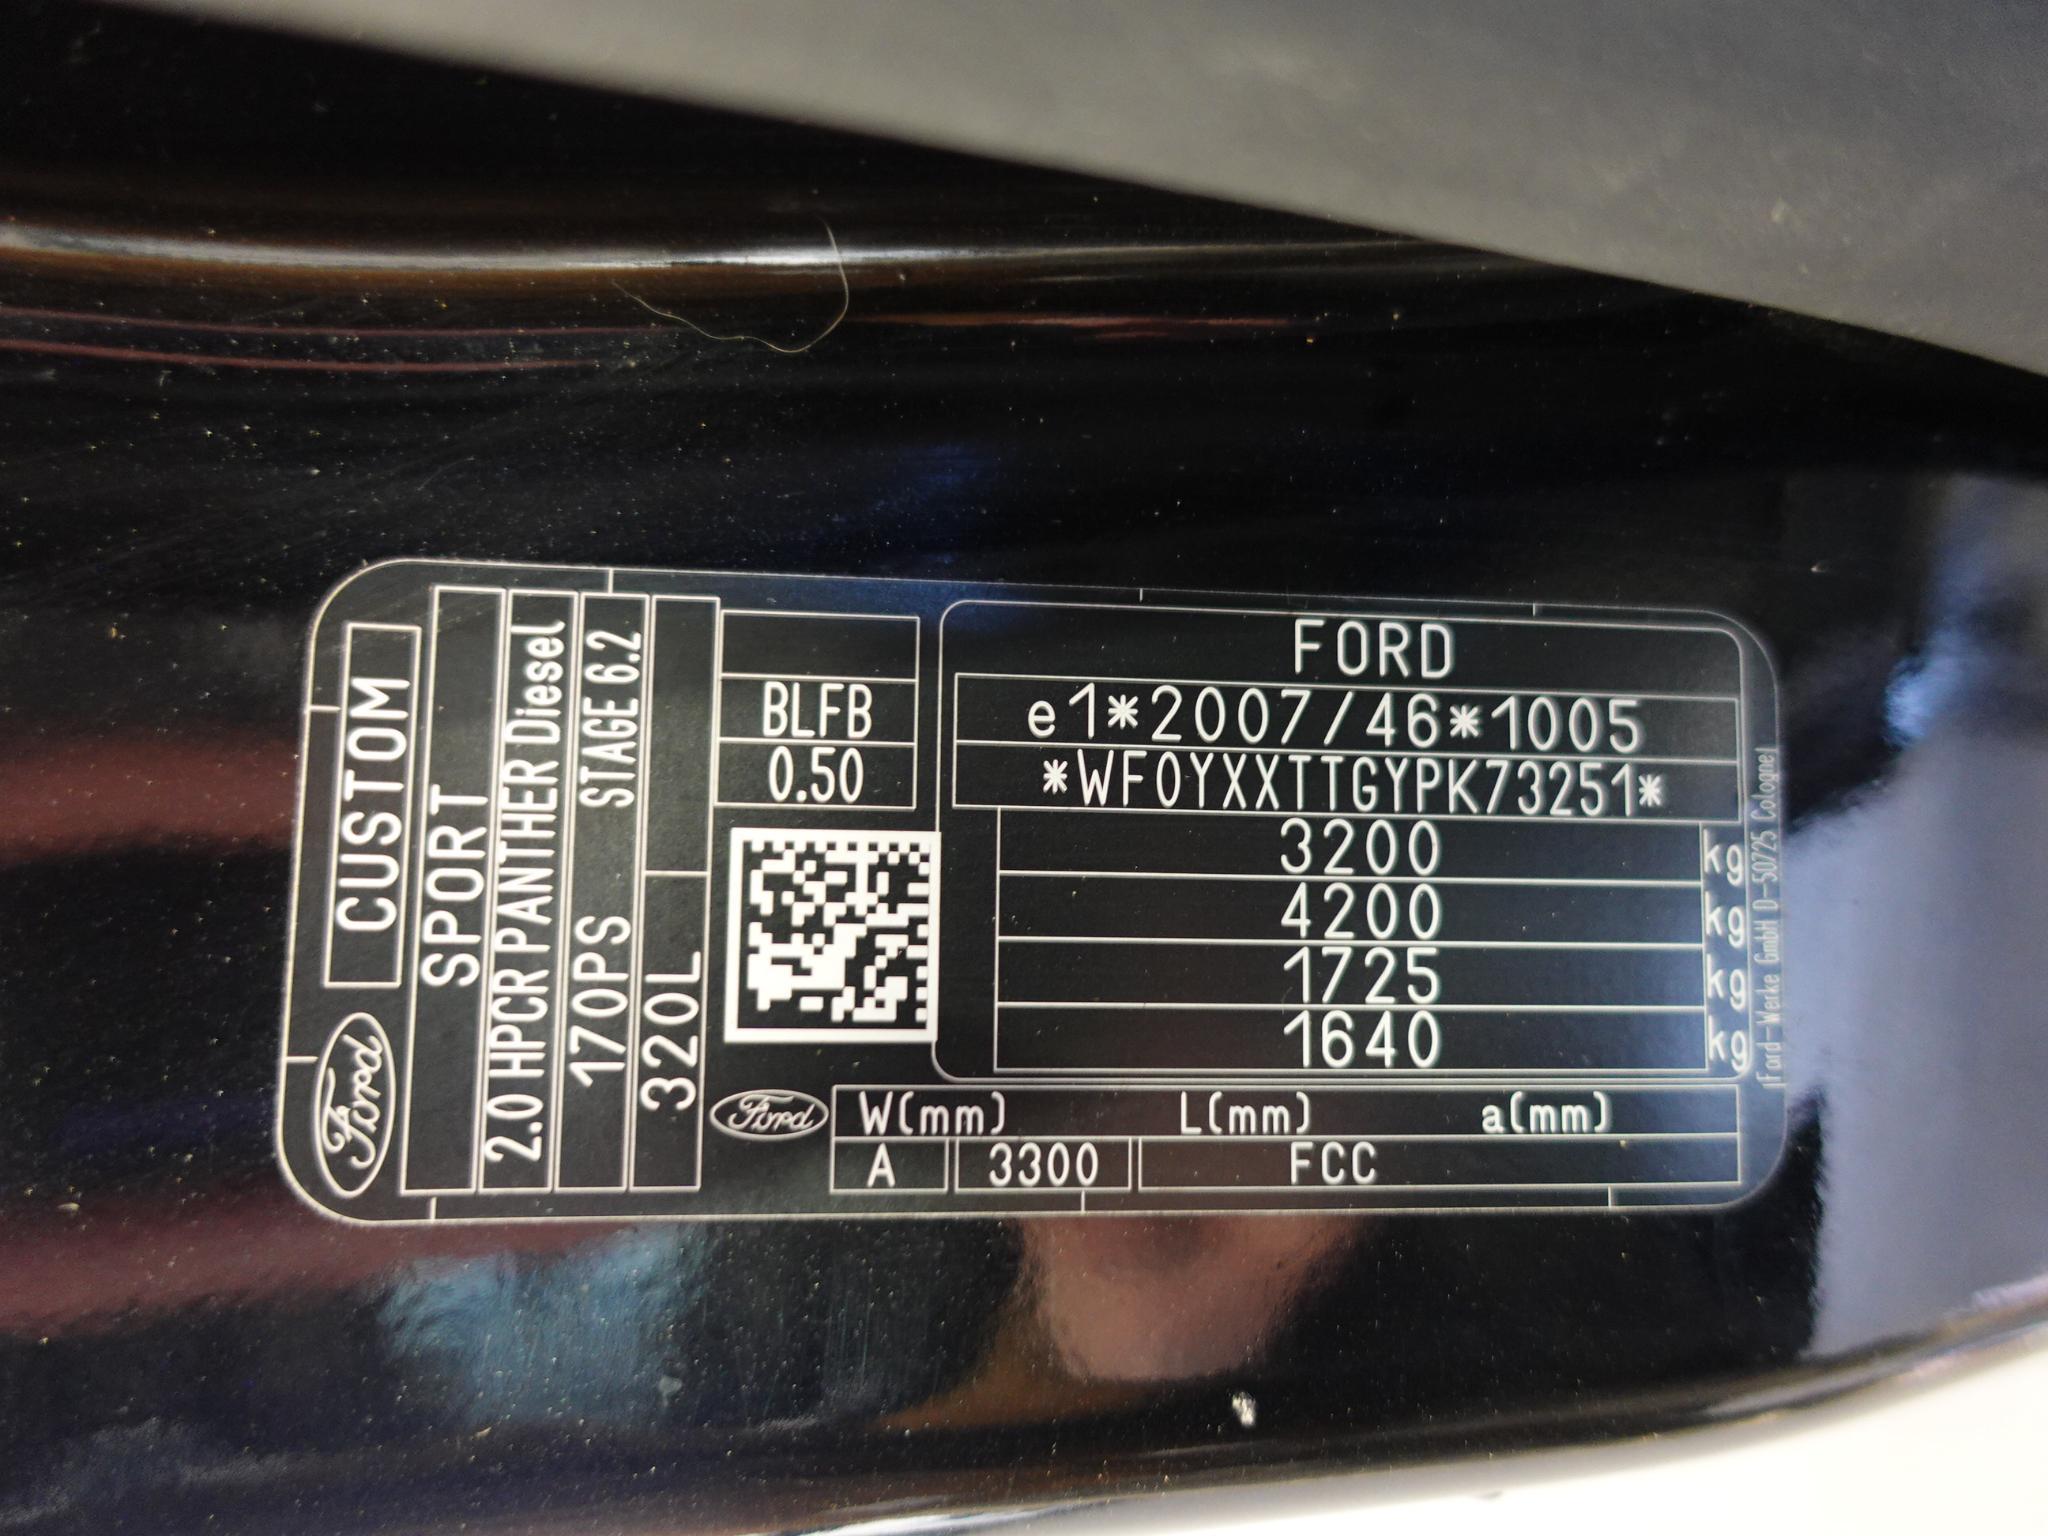 Ford
CUSTOM
SPORT
2.0 HPCR PANTHER Diesel
170PS STAGE 6.2
320L
BLFB
0.50
FORD
e1*2007/46*1005
*WF0YXXTTGYPK73251*
3200 kg
4200 kg
1725 kg
1640 kg
Ford
W(mm) L(mm) a(mm)
A 3300 FCC
Ford-Werke GmbH D-50725 Cologne